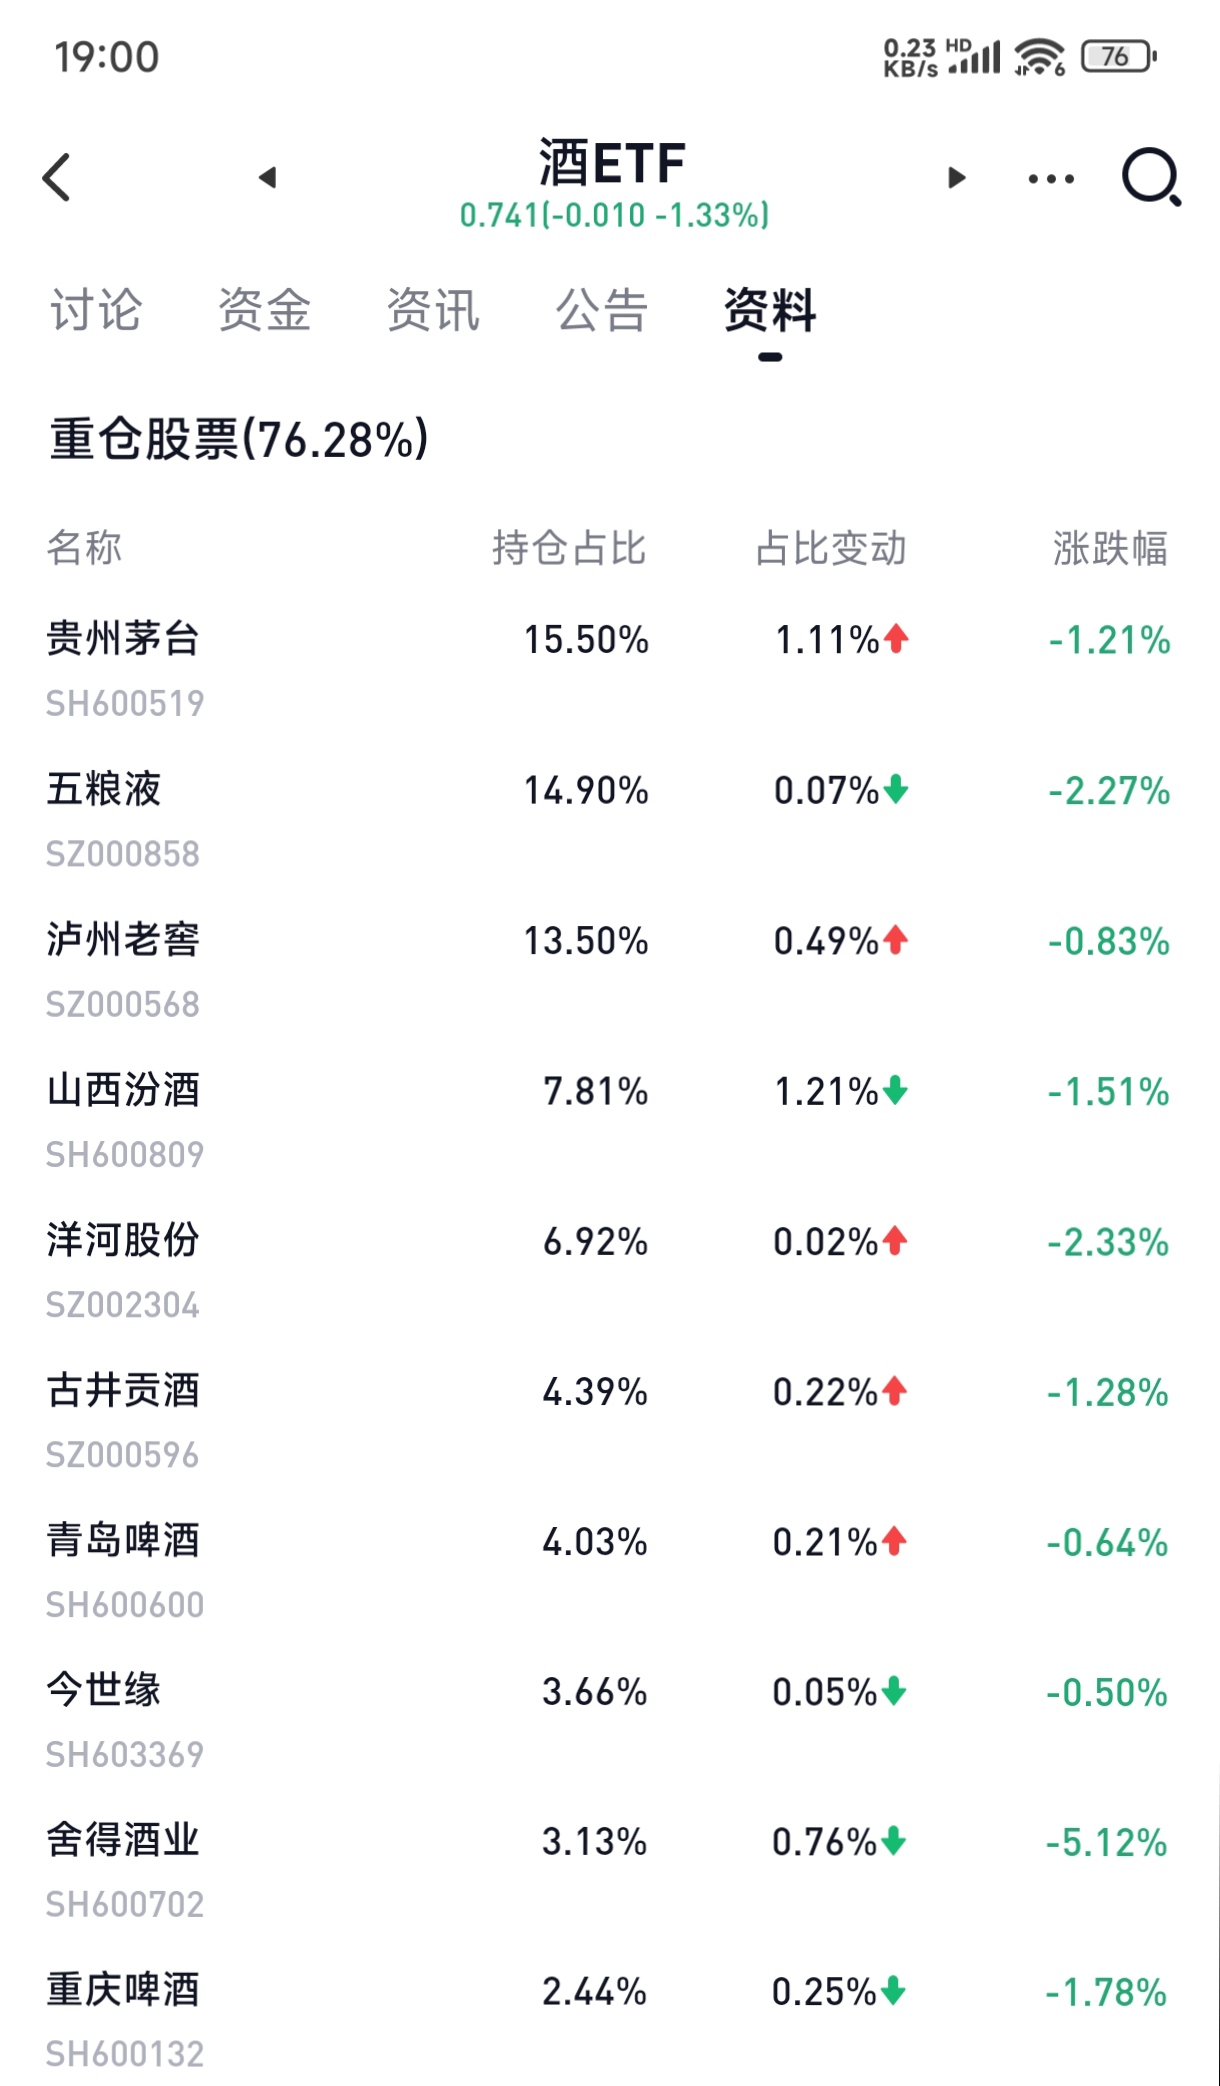 19:00
0.23 KB/s HD 6 76
酒ETF
0.741(-0.010 -1.33%)
讨论 资金 资讯 公告 资料
重仓股票(76.28%)
名称 持仓占比 占比变动 涨跌幅
贵州茅台 15.50% 1.11% -1.21%
SH600519
五粮液 14.90% 0.07% -2.27%
SZ000858
泸州老窖 13.50% 0.49% -0.83%
SZ000568
山西汾酒 7.81% 1.21% -1.51%
SH600809
洋河股份 6.92% 0.02% -2.33%
SZ002304
古井贡酒 4.39% 0.22% -1.28%
SZ000596
青岛啤酒 4.03% 0.21% -0.64%
SH600600
今世缘 3.66% 0.05% -0.50%
SH603369
舍得酒业 3.13% 0.76% -5.12%
SH600702
重庆啤酒 2.44% 0.25% -1.78%
SH600132